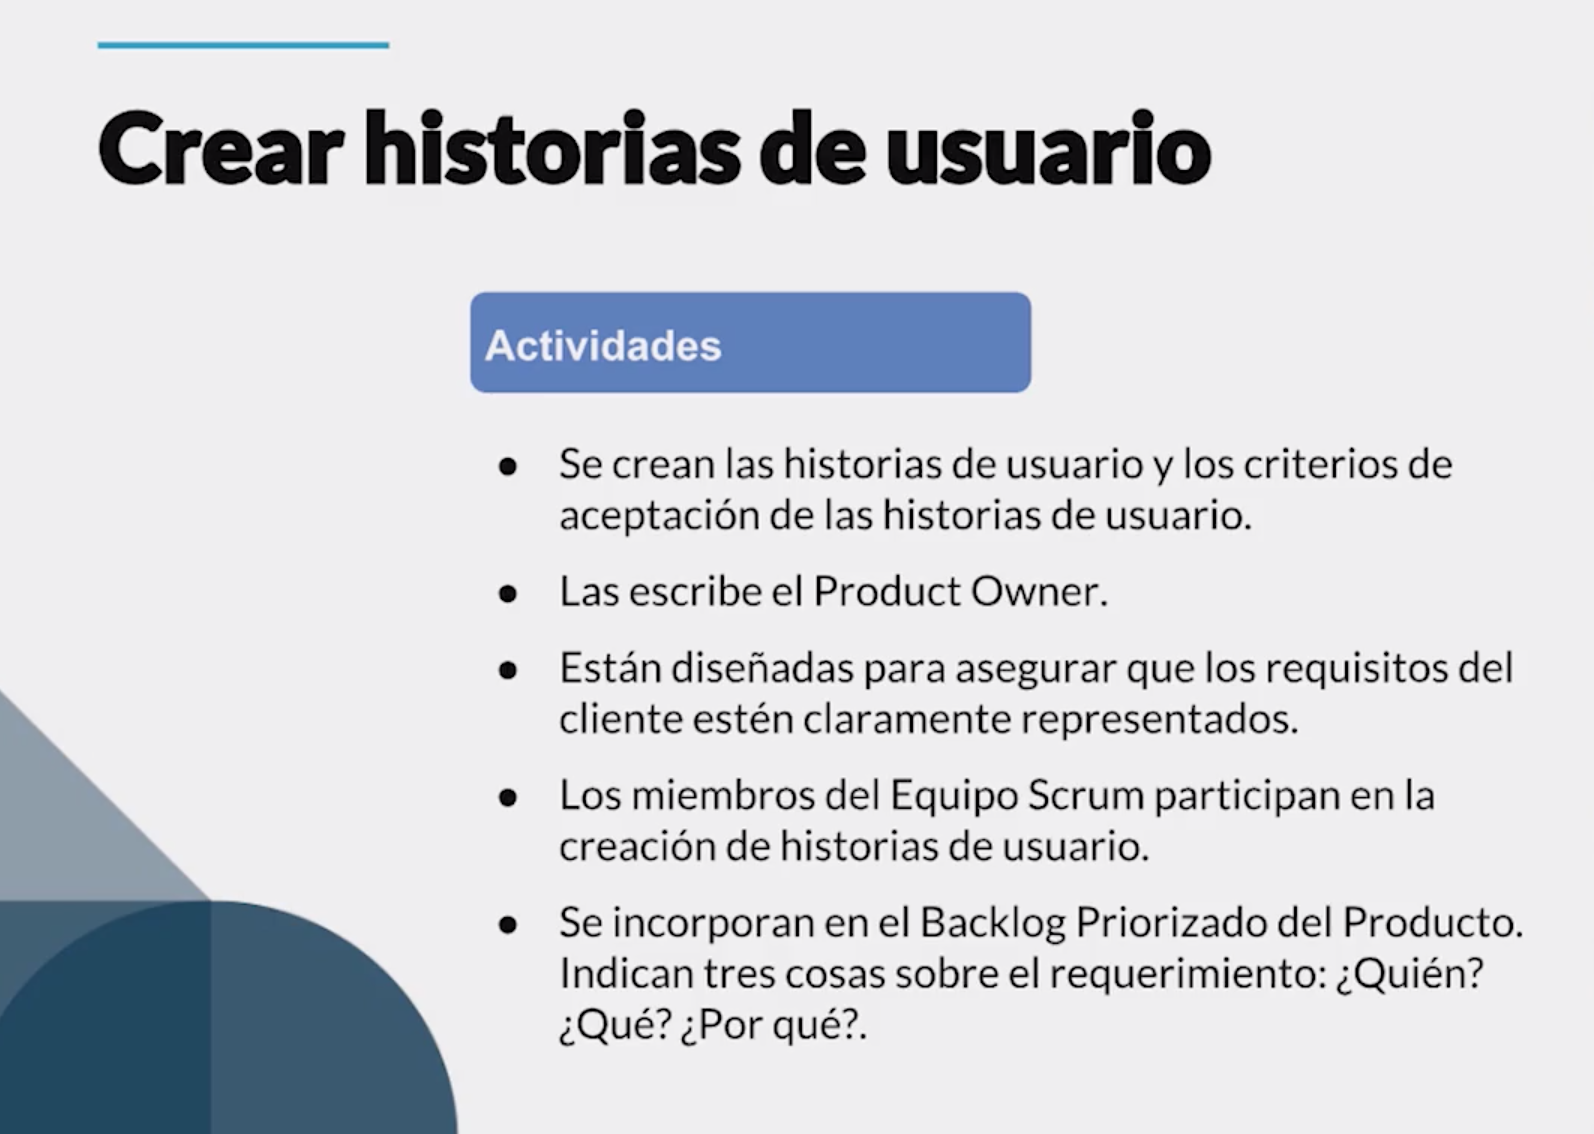 Crear historias de usuario
Actividades
● Se crean las historias de usuario y los criterios de
aceptación de las historias de usuario.
● Las escribe el Product Owner.
● Están diseñadas para asegurar que los requisitos del
cliente estén claramente representados.
● Los miembros del Equipo Scrum participan en la
creación de historias de usuario.
● Se incorporan en el Backlog Priorizado del Producto.
Indican tres cosas sobre el requerimiento: ¿Quién?
¿Qué? ¿Por qué?.